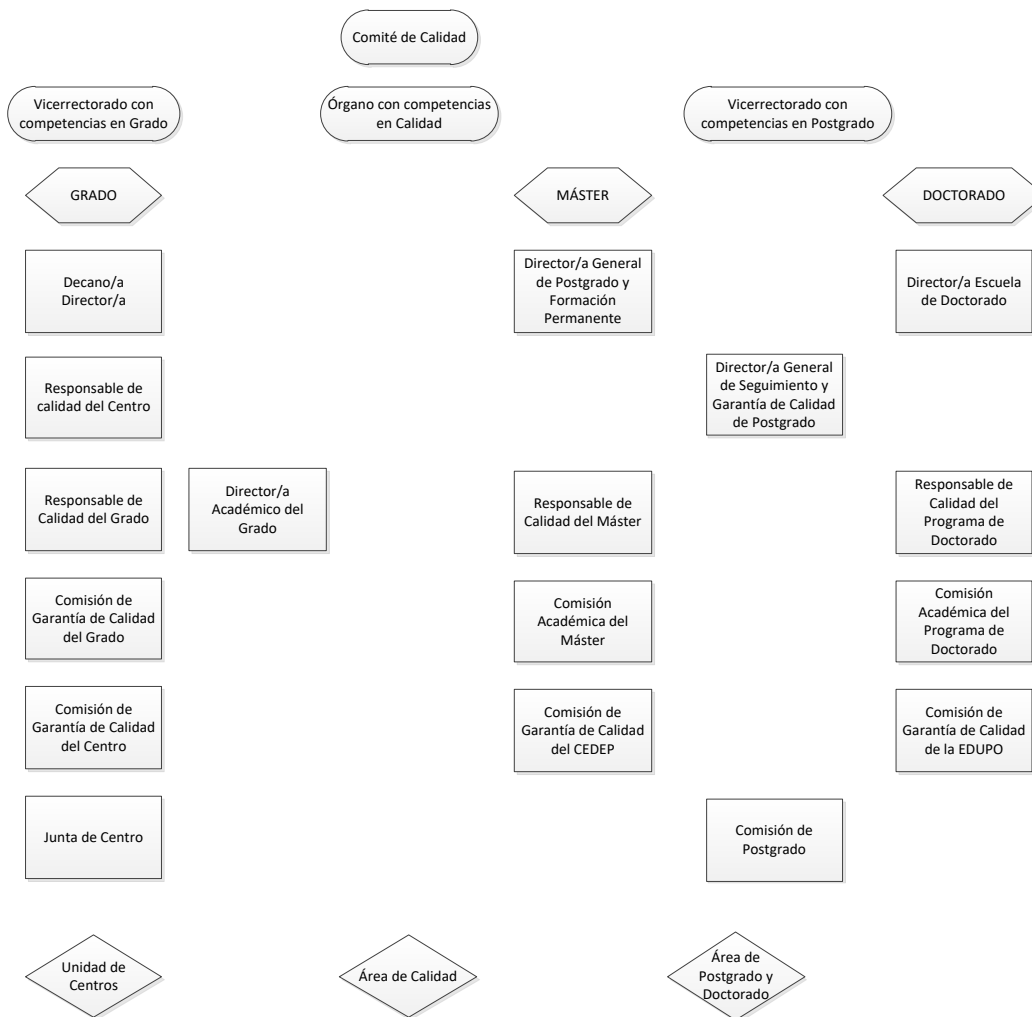 Comité de Calidad
Vicerrectorado con
competencias en Grado
Órgano con competencias
en Calidad
Vicerrectorado con
competencias en Postgrado
GRADO
MÁSTER
DOCTORADO
Decano/a
Director/a
Director/a General
de Postgrado y
Formación
Permanente
Director/a Escuela
de Doctorado
Responsable de
calidad del Centro
Director/a General
de Seguimiento y
Garantía de Calidad
de Postgrado
Responsable de
Calidad del Grado
Director/a
Académico del
Grado
Responsable de
Calidad del Máster
Responsable de
Calidad del
Programa de
Doctorado
Comisión de
Garantía de Calidad
del Grado
Comisión
Académica del
Máster
Comisión
Académica del
Programa de
Doctorado
Comisión de
Garantía de Calidad
del Centro
Comisión de
Garantía de Calidad
del CEDEP
Comisión de
Garantía de Calidad
de la EDUPO
Junta de Centro
Comisión de
Postgrado
Unidad de
Centros
Área de Calidad
Área de
Postgrado y
Doctorado